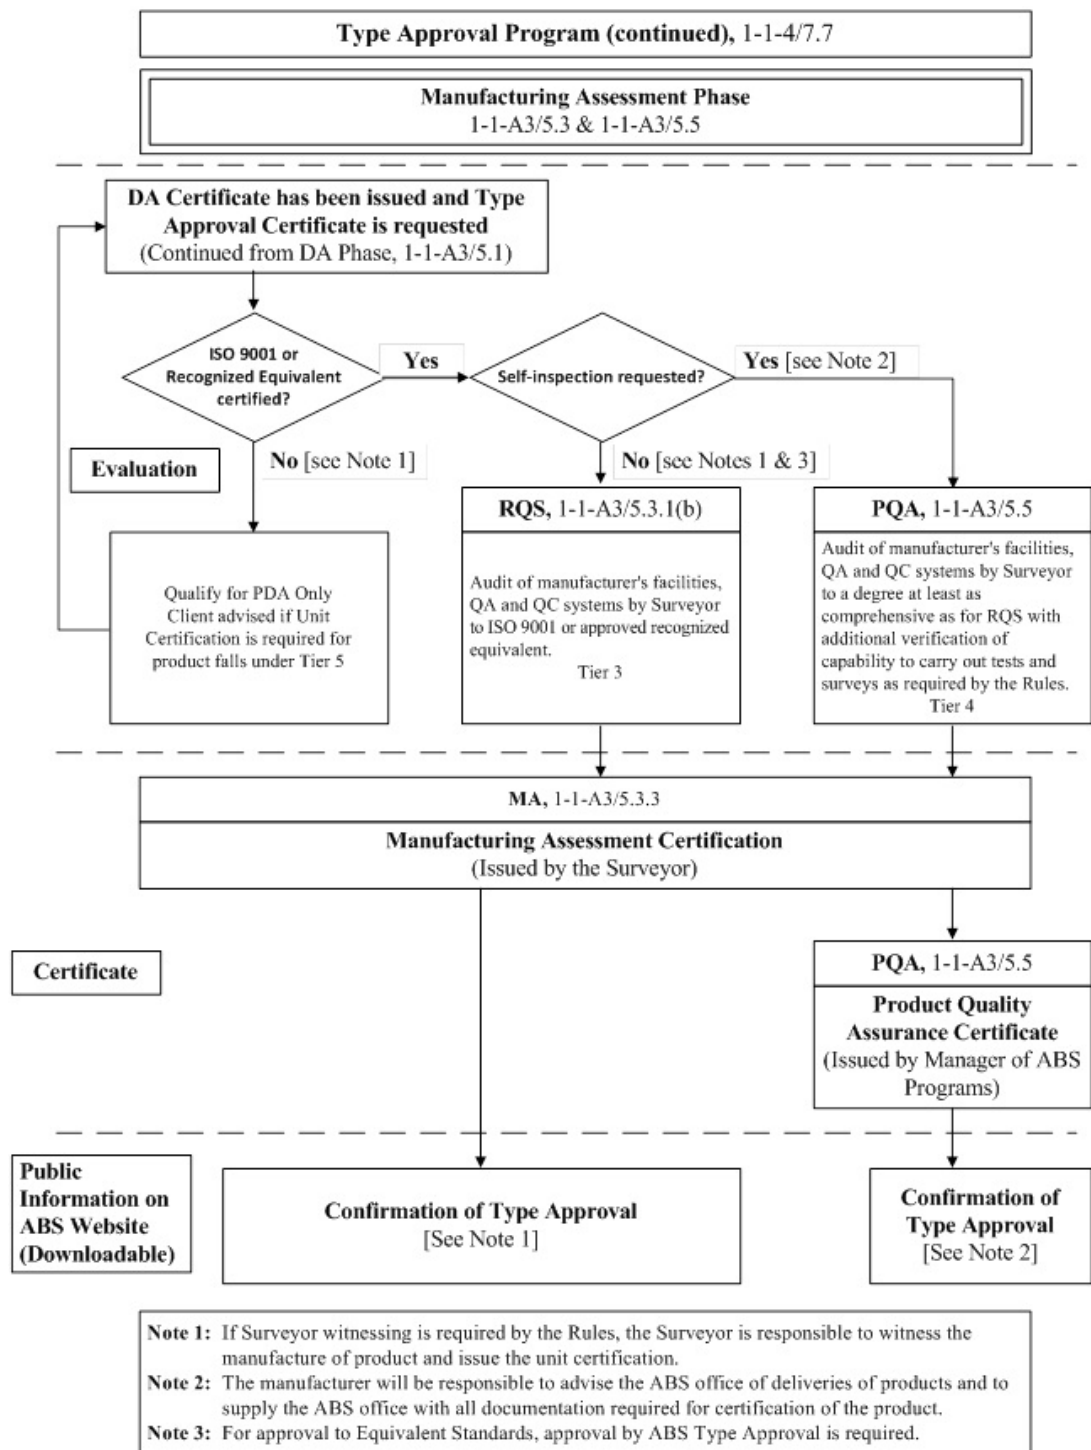 Type Approval Program (continued), 1-1-4/7.7
Manufacturing Assessment Phase
1-1-A3/5.3 & 1-1-A3/5.5
DA Certificate has been issued and Type
Approval Certificate is requested
(Continued from DA Phase, 1-1-A3/5.1)
ISO 9001 or
Recognized Equivalent
certified?
Yes
Self-inspection requested?
Yes [see Note 2]
Evaluation
No [see Note 1]
No [see Notes 1 & 3]
Qualify for PDA Only
Client advised if Unit
Certification is required for
product falls under Tier 5
RQS, 1-1-A3/5.3.1(b)
Audit of manufacturer's facilities,
QA and QC systems by Surveyor
to ISO 9001 or approved recognized
equivalent.
Tier 3
PQA, 1-1-A3/5.5
Audit of manufacturer's facilities,
QA and QC systems by Surveyor
to a degree at least as
comprehensive as for RQS with
additional verification of
capability to carry out tests and
surveys as required by the Rules.
Tier 4
MA, 1-1-A3/5.3.3
Manufacturing Assessment Certification
(Issued by the Surveyor)
Certificate
PQA, 1-1-A3/5.5
Product Quality
Assurance Certificate
(Issued by Manager of ABS
Programs)
Public
Information on
ABS Website
(Downloadable)
Confirmation of Type Approval
[See Note 1]
Confirmation of
Type Approval
[See Note 2]
Note 1: If Surveyor witnessing is required by the Rules, the Surveyor is responsible to witness the
manufacture of product and issue the unit certification.
Note 2: The manufacturer will be responsible to advise the ABS office of deliveries of products and to
supply the ABS office with all documentation required for certification of the product.
Note 3: For approval to Equivalent Standards, approval by ABS Type Approval is required.